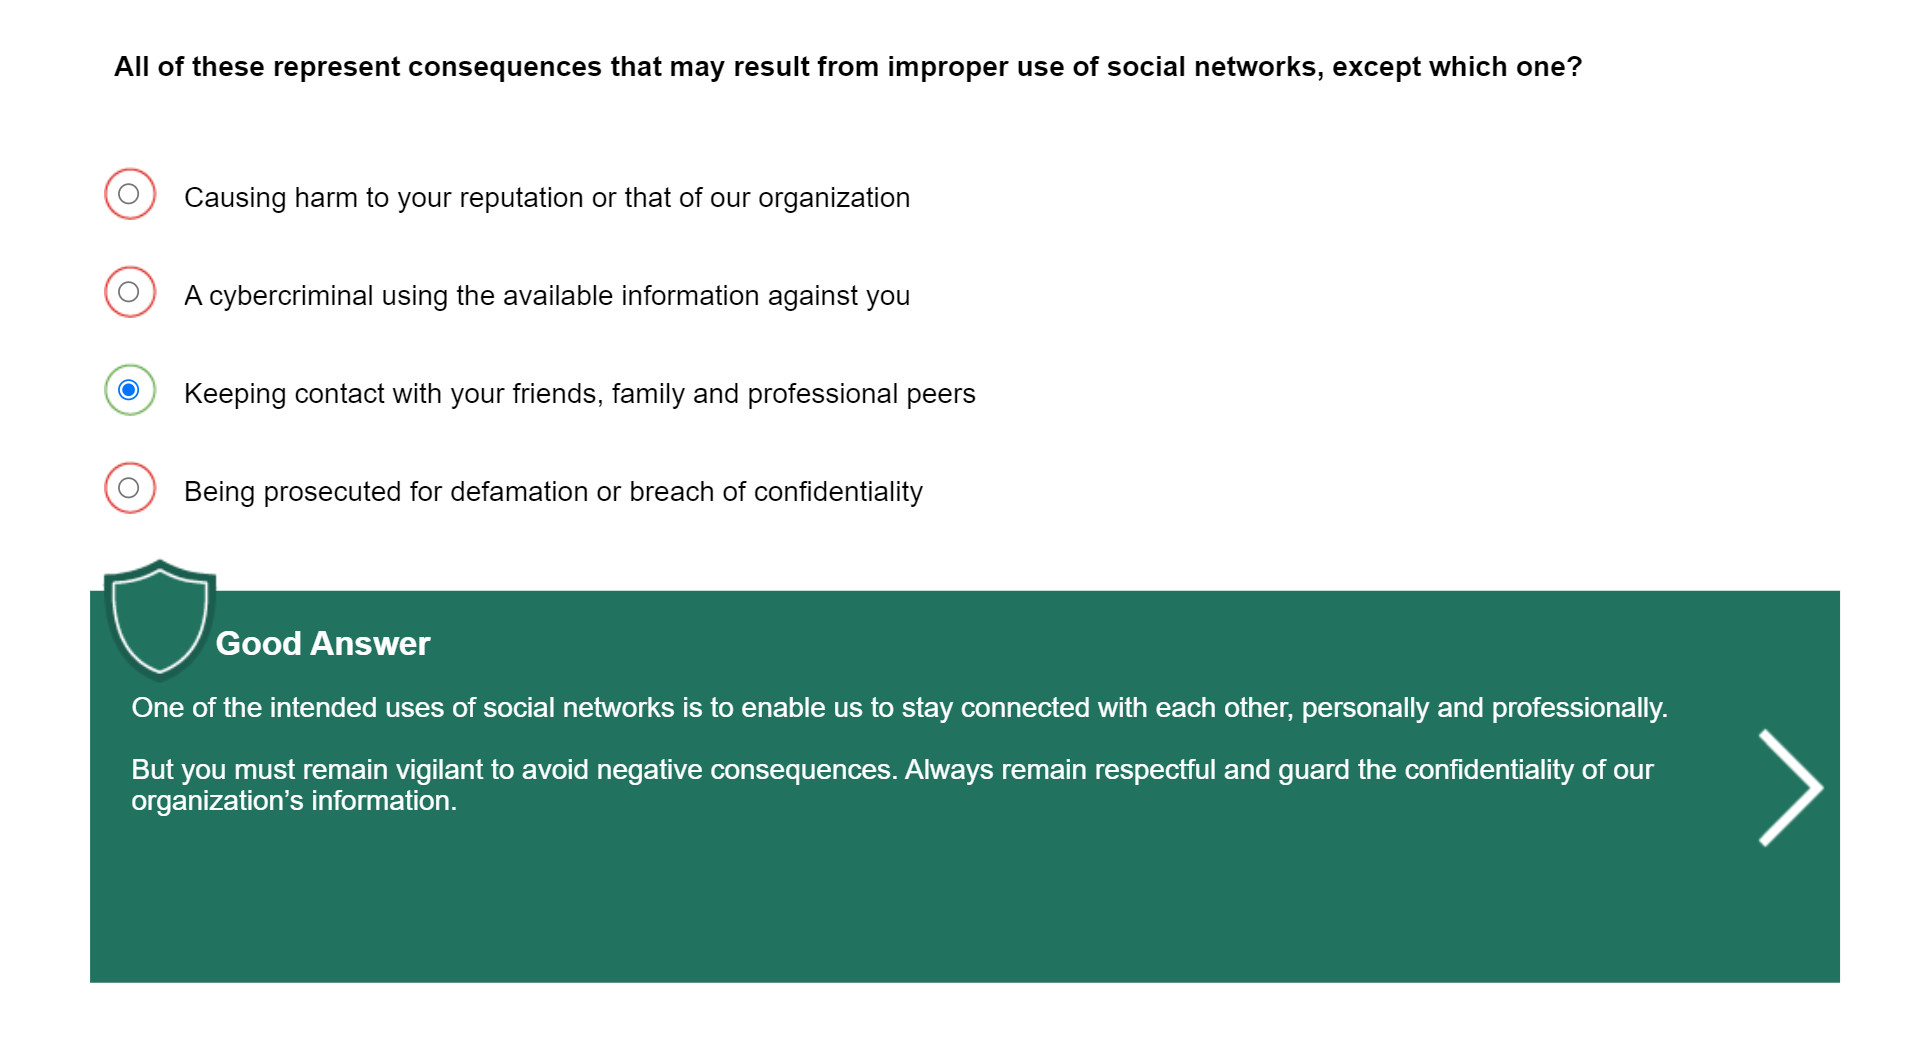 All of these represent consequences that may result from improper use of social networks, except which one?
Causing harm to your reputation or that of our organization
A cybercriminal using the available information against you
Keeping contact with your friends, family and professional peers
Being prosecuted for defamation or breach of confidentiality
Good Answer
One of the intended uses of social networks is to enable us to stay connected with each other, personally and professionally.
But you must remain vigilant to avoid negative consequences. Always remain respectful and guard the confidentiality of our
organization’s information.